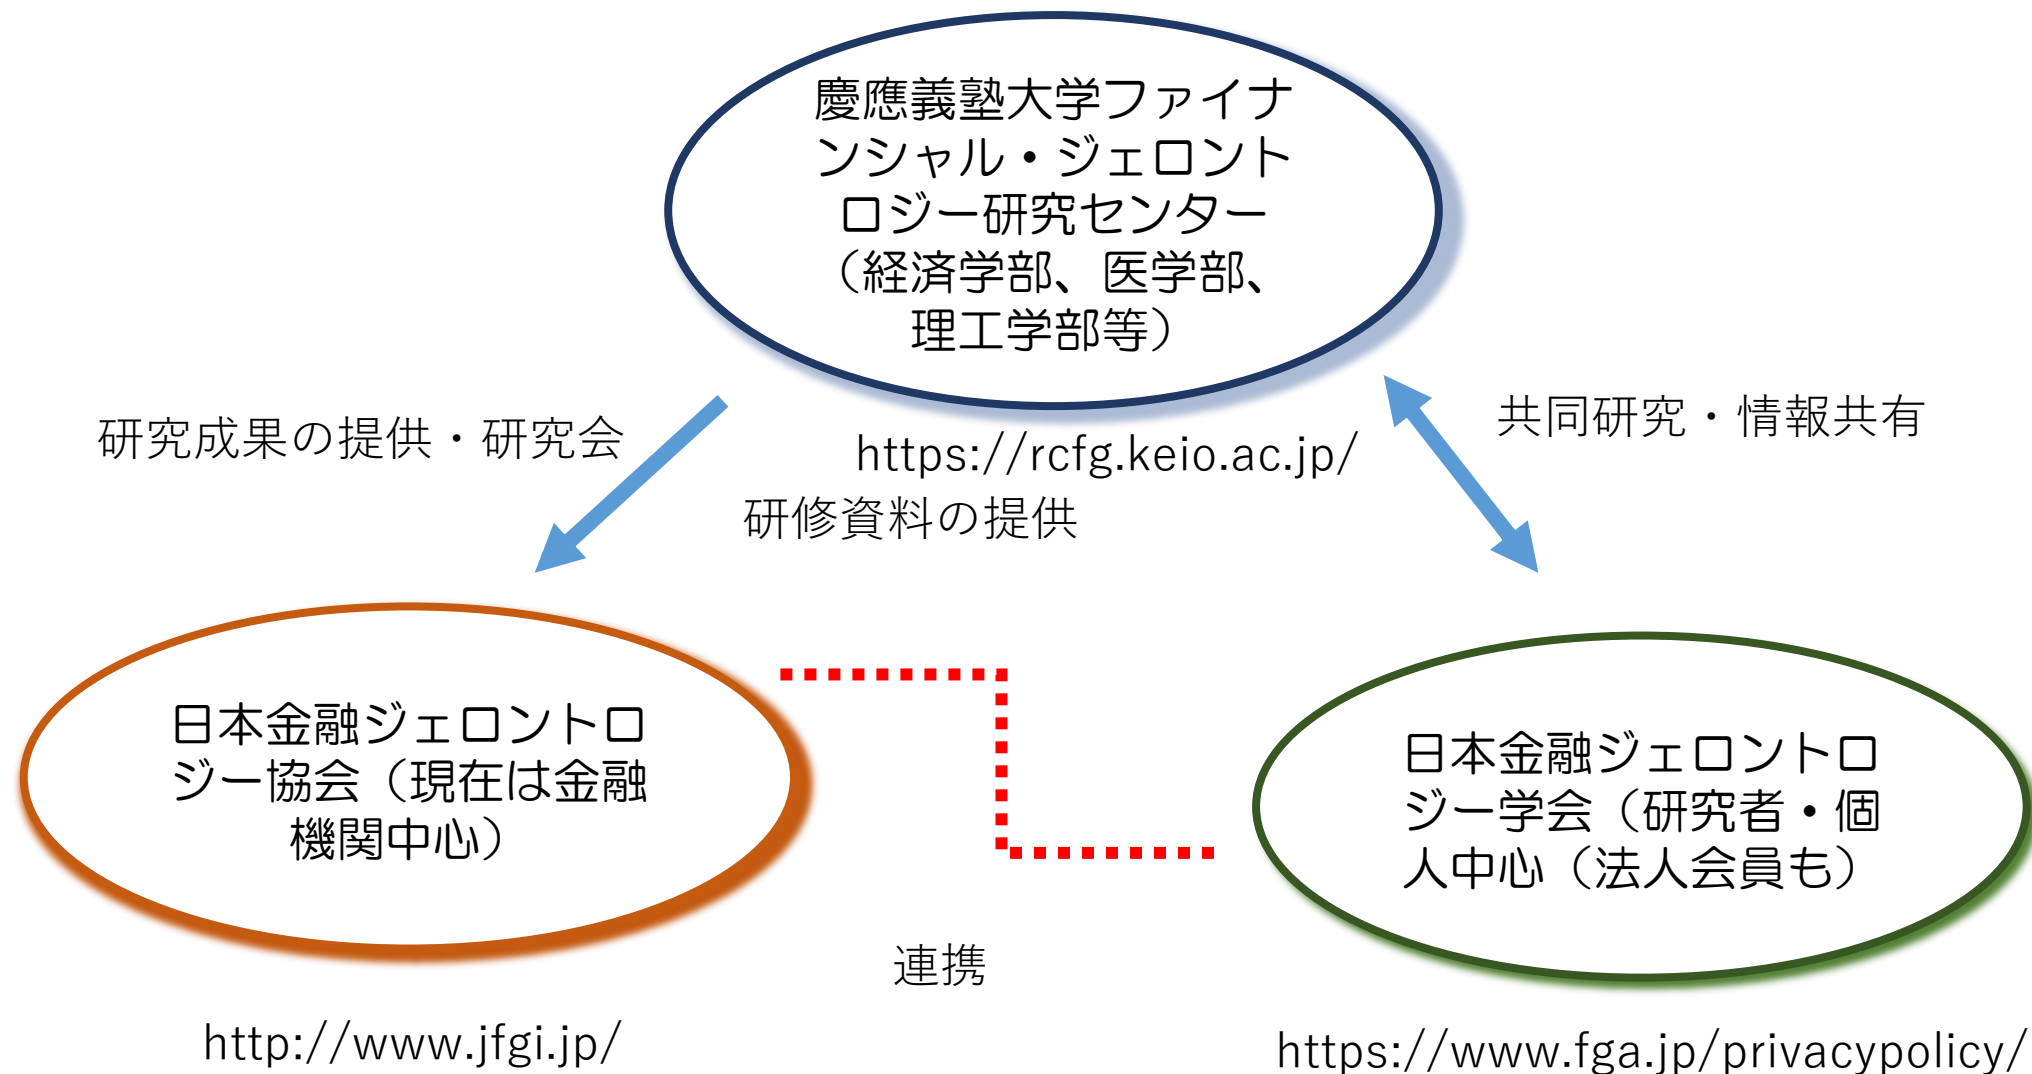 慶應義塾大学ファイナ
ンシャル・ジェロント
ロジー研究センター
（経済学部、医学部、
理工学部等）
研究成果の提供・研究会
共同研究・情報共有
https://rcfg.keio.ac.jp/
研修資料の提供
日本金融ジェロントロ
ジー協会（現在は金融
機関中心）
日本金融ジェロントロ
ジー学会（研究者・個
人中心（法人会員も）
連携
http://www.jfgi.jp/
https://www.fga.jp/privacypolicy/